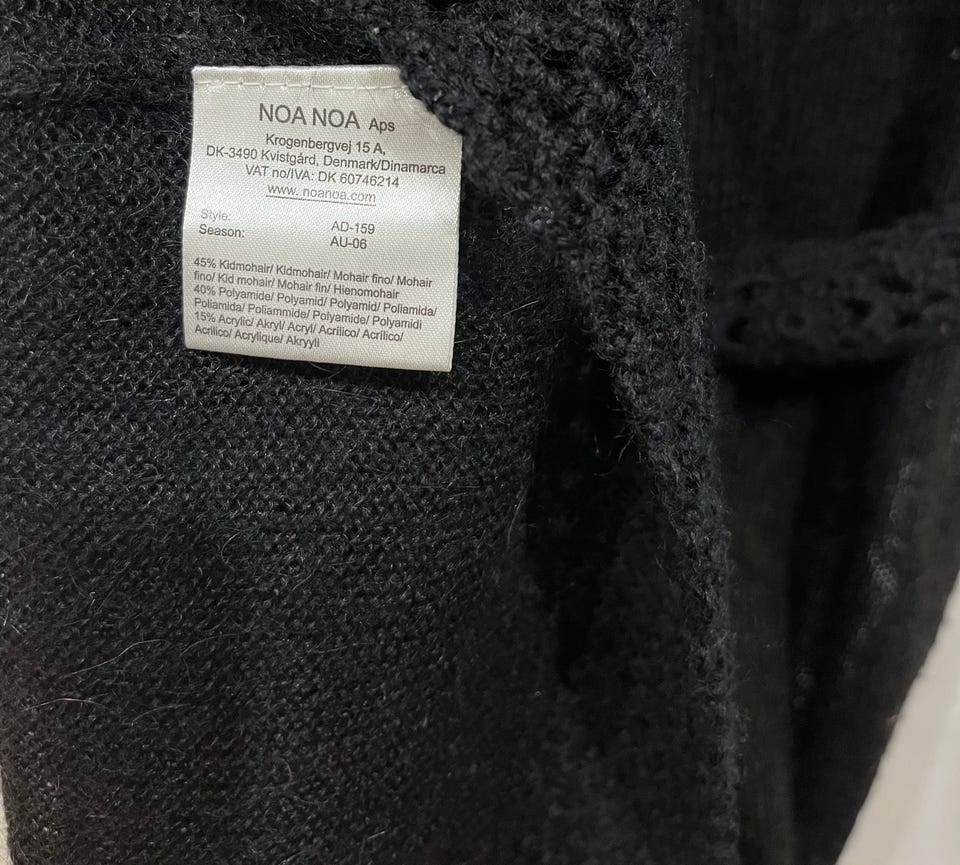 NOA NOA Aps
Krogenbergvej 15 A,
DK-3490 Kvistgård, Denmark/Dinamarca
VAT no/IVA: DK 60746214
www. noanoa.com
Style: AD-159
Season: AU-06
45% Kidmohair/ Kidmohair/ Mohair fino/ Mohair
fino/ Kid mohair/ Mohair fin/ Hienomohair
40% Polyamide/ Polyamid/ Polyamid/ Poliamida/
Poliamida/ Poliammide/ Polyamide/ Polyamidi
15% Acrylic/ Akryl/ Acryl/ Acrílico/ Acrílico/
Acrilico/ Acrylique/ Akryyli